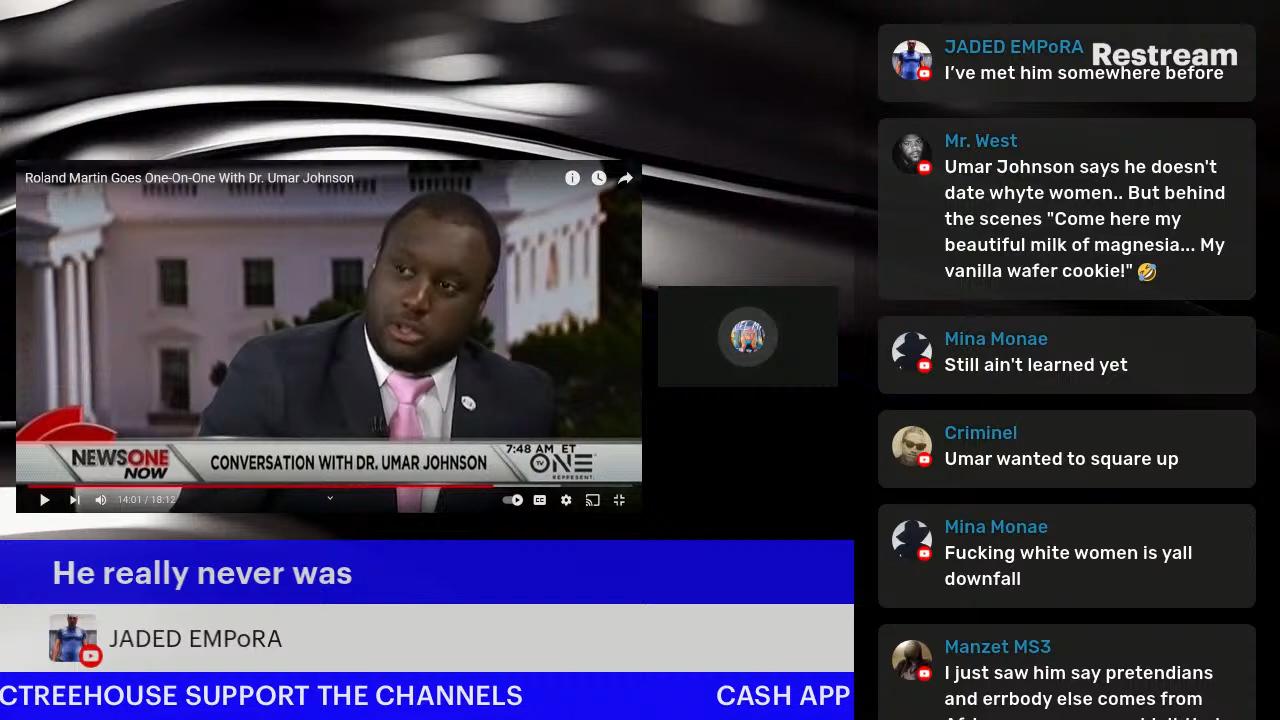 JADED EMPoRA
Restream
I’ve met him somewhere before
Mr. West
Umar Johnson says he doesn't
date whyte women.. But behind
the scenes "Come here my
beautiful milk of magnesia... My
vanilla wafer cookie!" 🤣
Mina Monae
Still ain't learned yet
Criminel
Umar wanted to square up
Mina Monae
Fucking white women is yall
downfall
Manzet MS3
I just saw him say pretendians
and errbody else comes from
Roland Martin Goes One-On-One With Dr. Umar Johnson
NEWSONE
NOW
CONVERSATION WITH DR. UMAR JOHNSON
7:48 AM ET
tv ONE
REPRESENT.
14:01 / 18:12
CC
He really never was
JADED EMPoRA
CTREEHOUSE SUPPORT THE CHANNELS
CASH APP